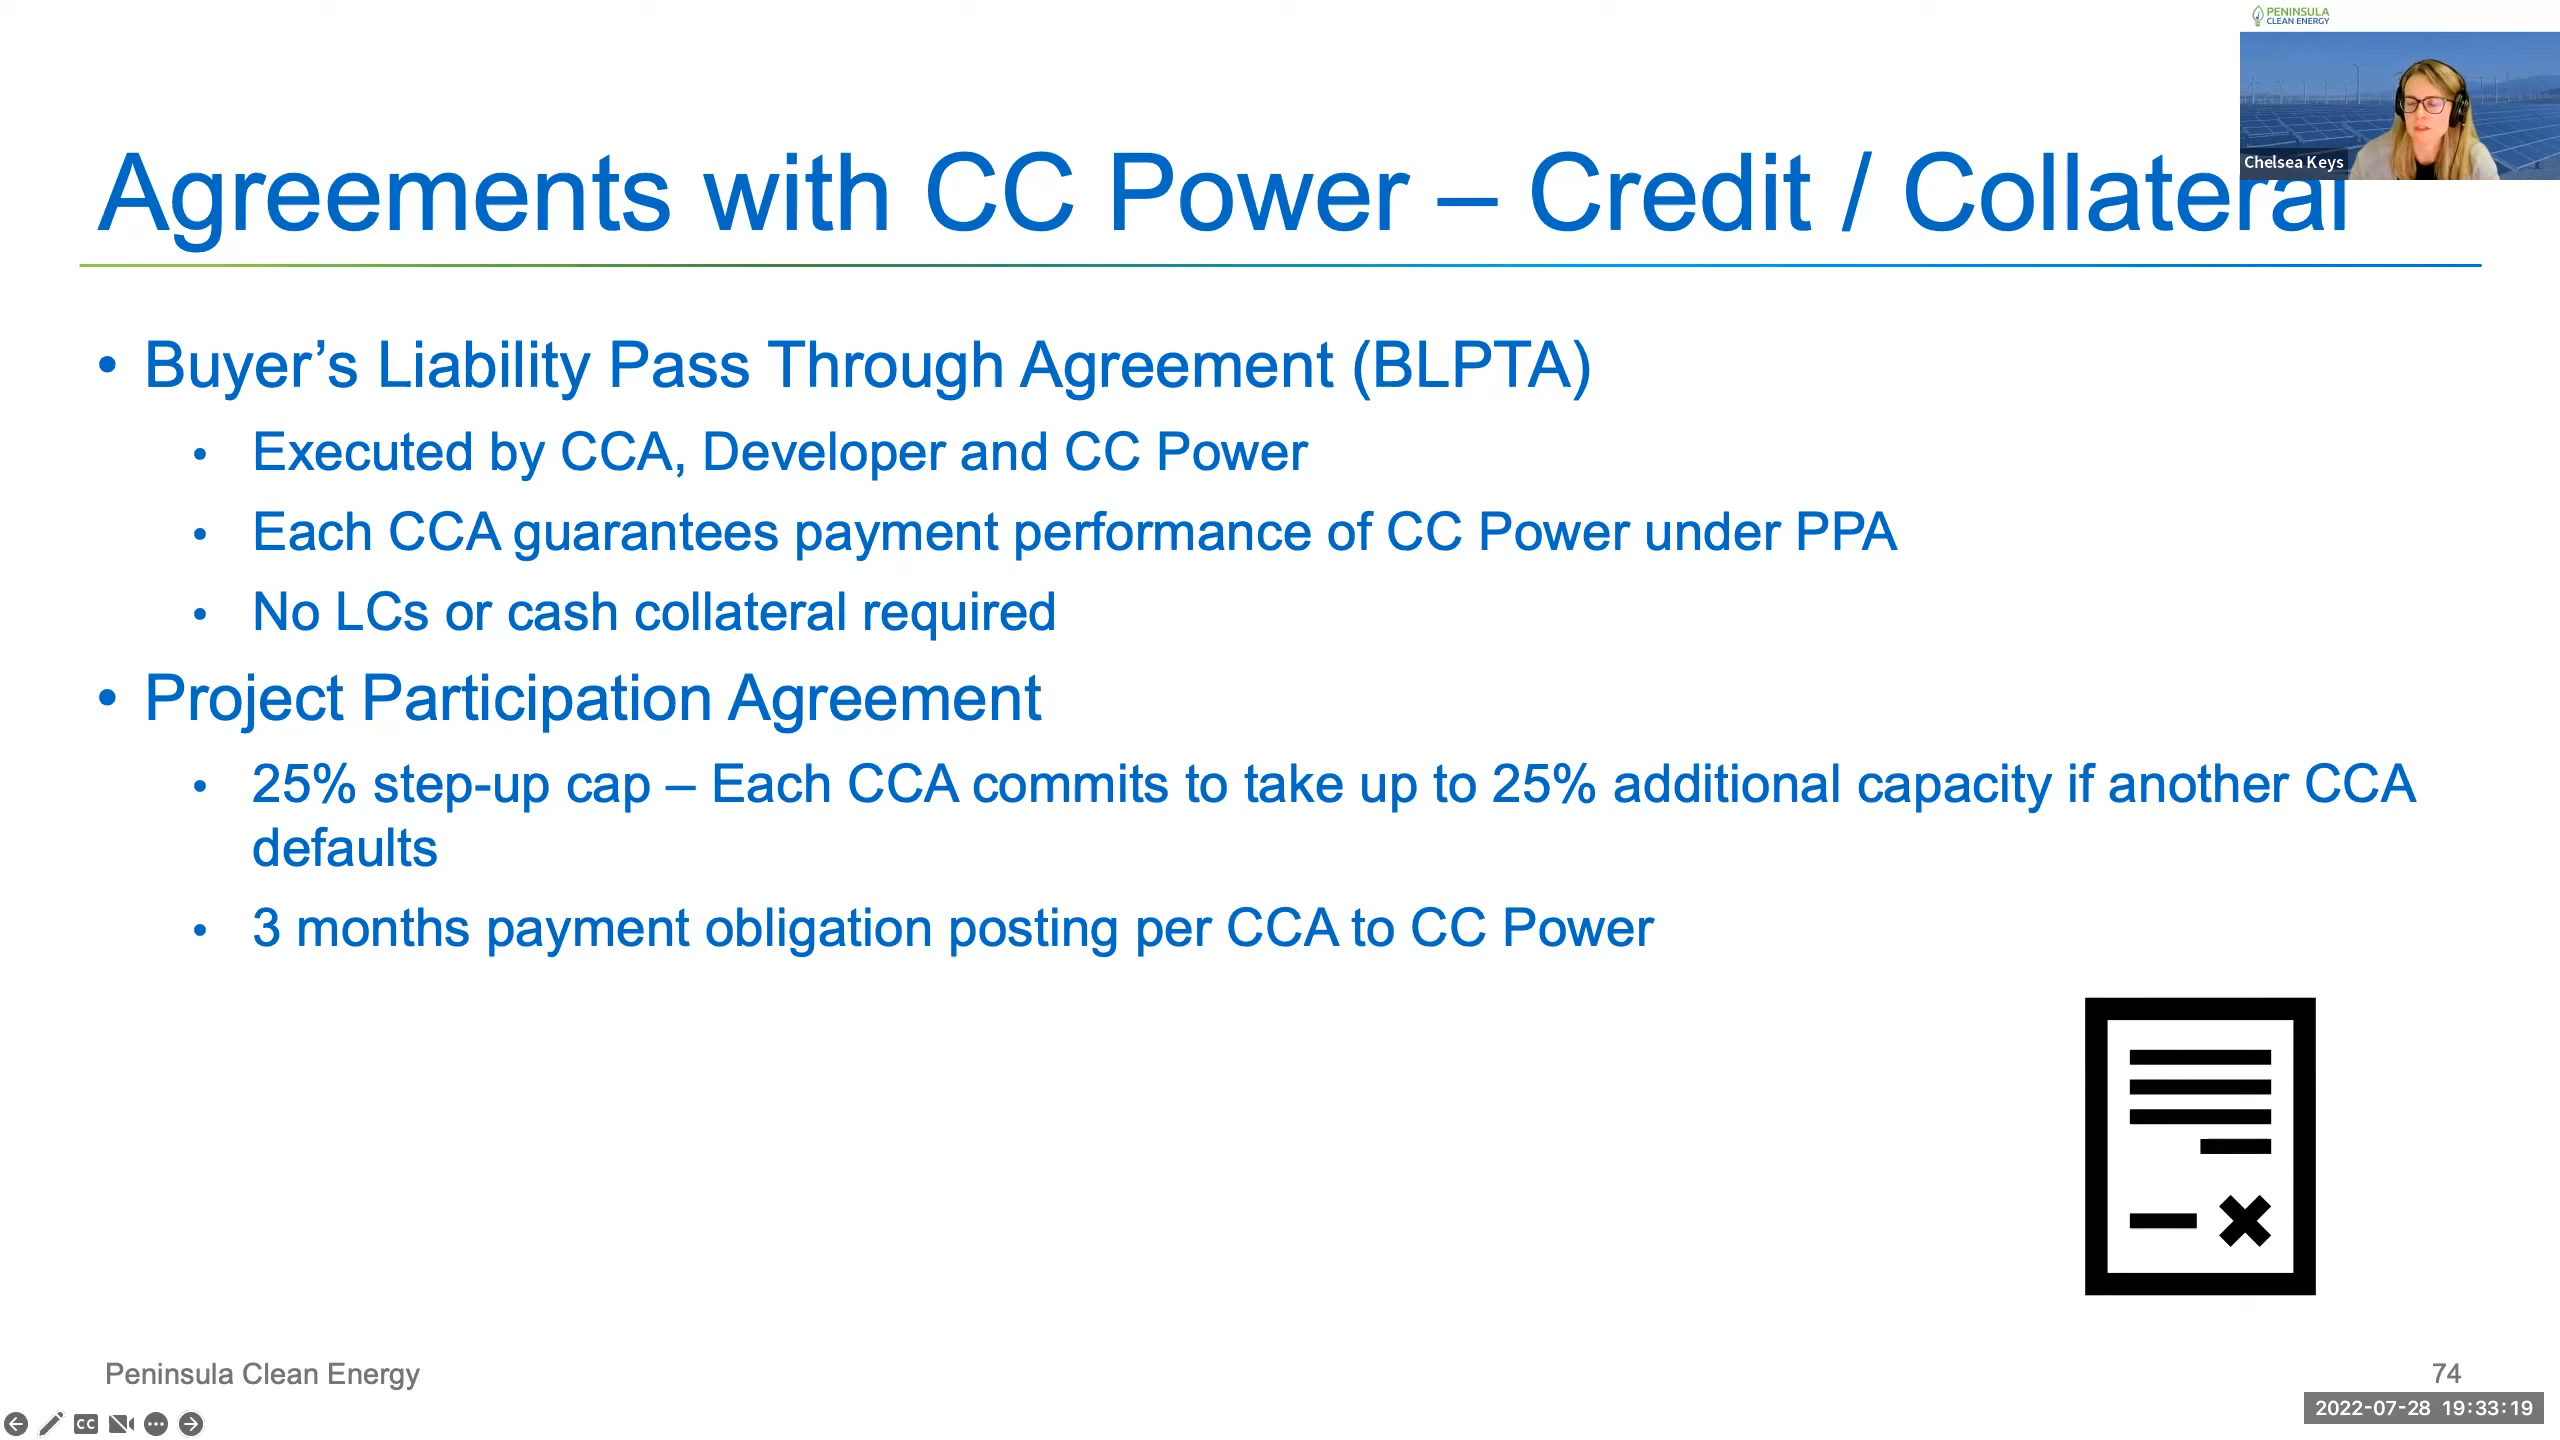 PENINSULA
CLEAN ENERGY
Chelsea Keys
Agreements with CC Power – Credit / Collateral
• Buyer’s Liability Pass Through Agreement (BLPTA)
• Executed by CCA, Developer and CC Power
• Each CCA guarantees payment performance of CC Power under PPA
• No LCs or cash collateral required
• Project Participation Agreement
• 25% step-up cap – Each CCA commits to take up to 25% additional capacity if another CCA
defaults
• 3 months payment obligation posting per CCA to CC Power
Peninsula Clean Energy
74
CC
2022-07-28 19:33:19